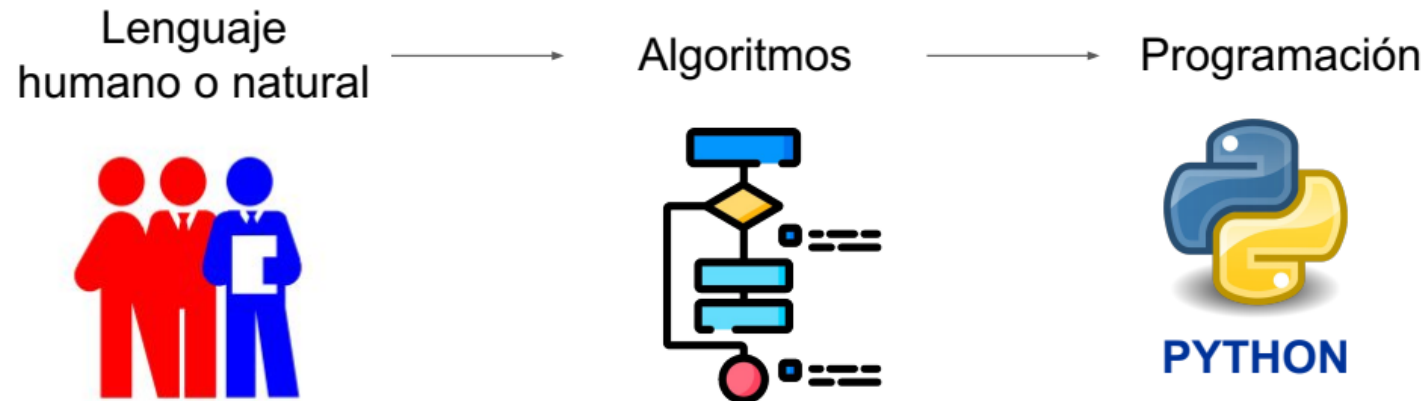 Lenguaje
humano o natural
Algoritmos
Programación
PYTHON